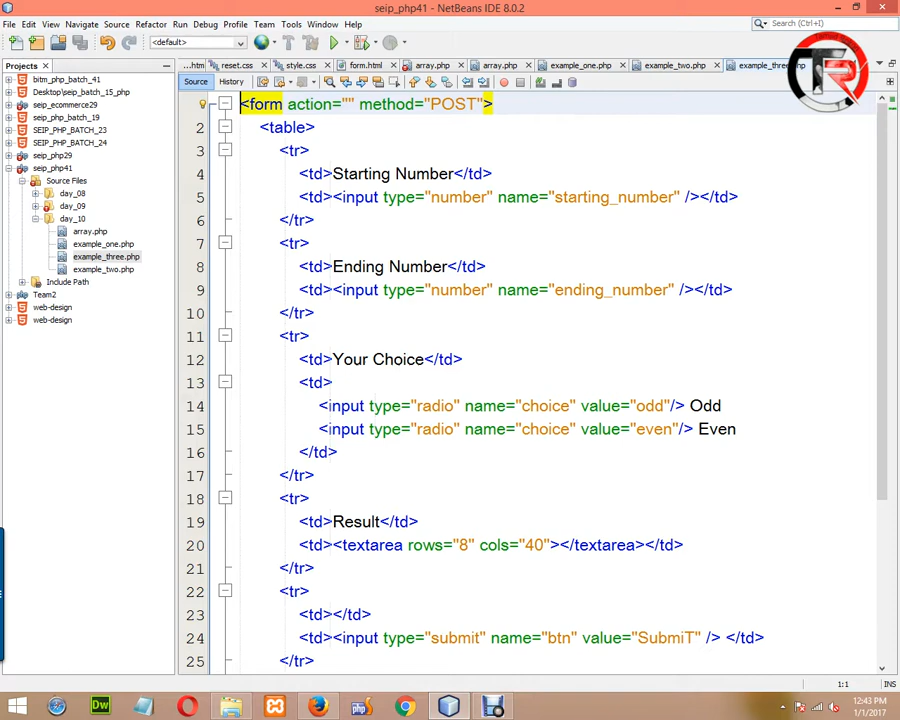 seip_php41 - NetBeans IDE 8.0.2
File Edit View Navigate Source Refactor Run Debug Profile Team Tools Window Help
Search (Ctrl+I)
<default>
Projects
...htm reset.css style.css form.html array.php array.php example_one.php example_two.php example_three.php
Source History
bitm_php_batch_41
Desktop/seip_batch_15_php
seip_ecommerce29
php_batch_19
SEIP_PHP_BATCH_23
SEIP_PHP_BATCH_24
seip_php29
seip_php41
Source Files
day_08
day_09
day_10
array.php
example_one.php
example_three.php
example_two.php
Include Path
Team2
web-design
web-design
<form action="" method="POST">
2 <table>
3 <tr>
4 <td>Starting Number</td>
5 <td><input type="number" name="starting_number" /></td>
6 </tr>
7 <tr>
8 <td>Ending Number</td>
9 <td><input type="number" name="ending_number" /></td>
10 </tr>
11 <tr>
12 <td>Your Choice</td>
13 <td>
14 <input type="radio" name="choice" value="odd"/> Odd
15 <input type="radio" name="choice" value="even"/> Even
16 </td>
17 </tr>
18 <tr>
19 <td>Result</td>
20 <td><textarea rows="8" cols="40"></textarea></td>
21 </tr>
22 <tr>
23 <td></td>
24 <td><input type="submit" name="btn" value="SubmiT" /> </td>
25 </tr>
1:1 INS
12:43 PM
1/1/2017